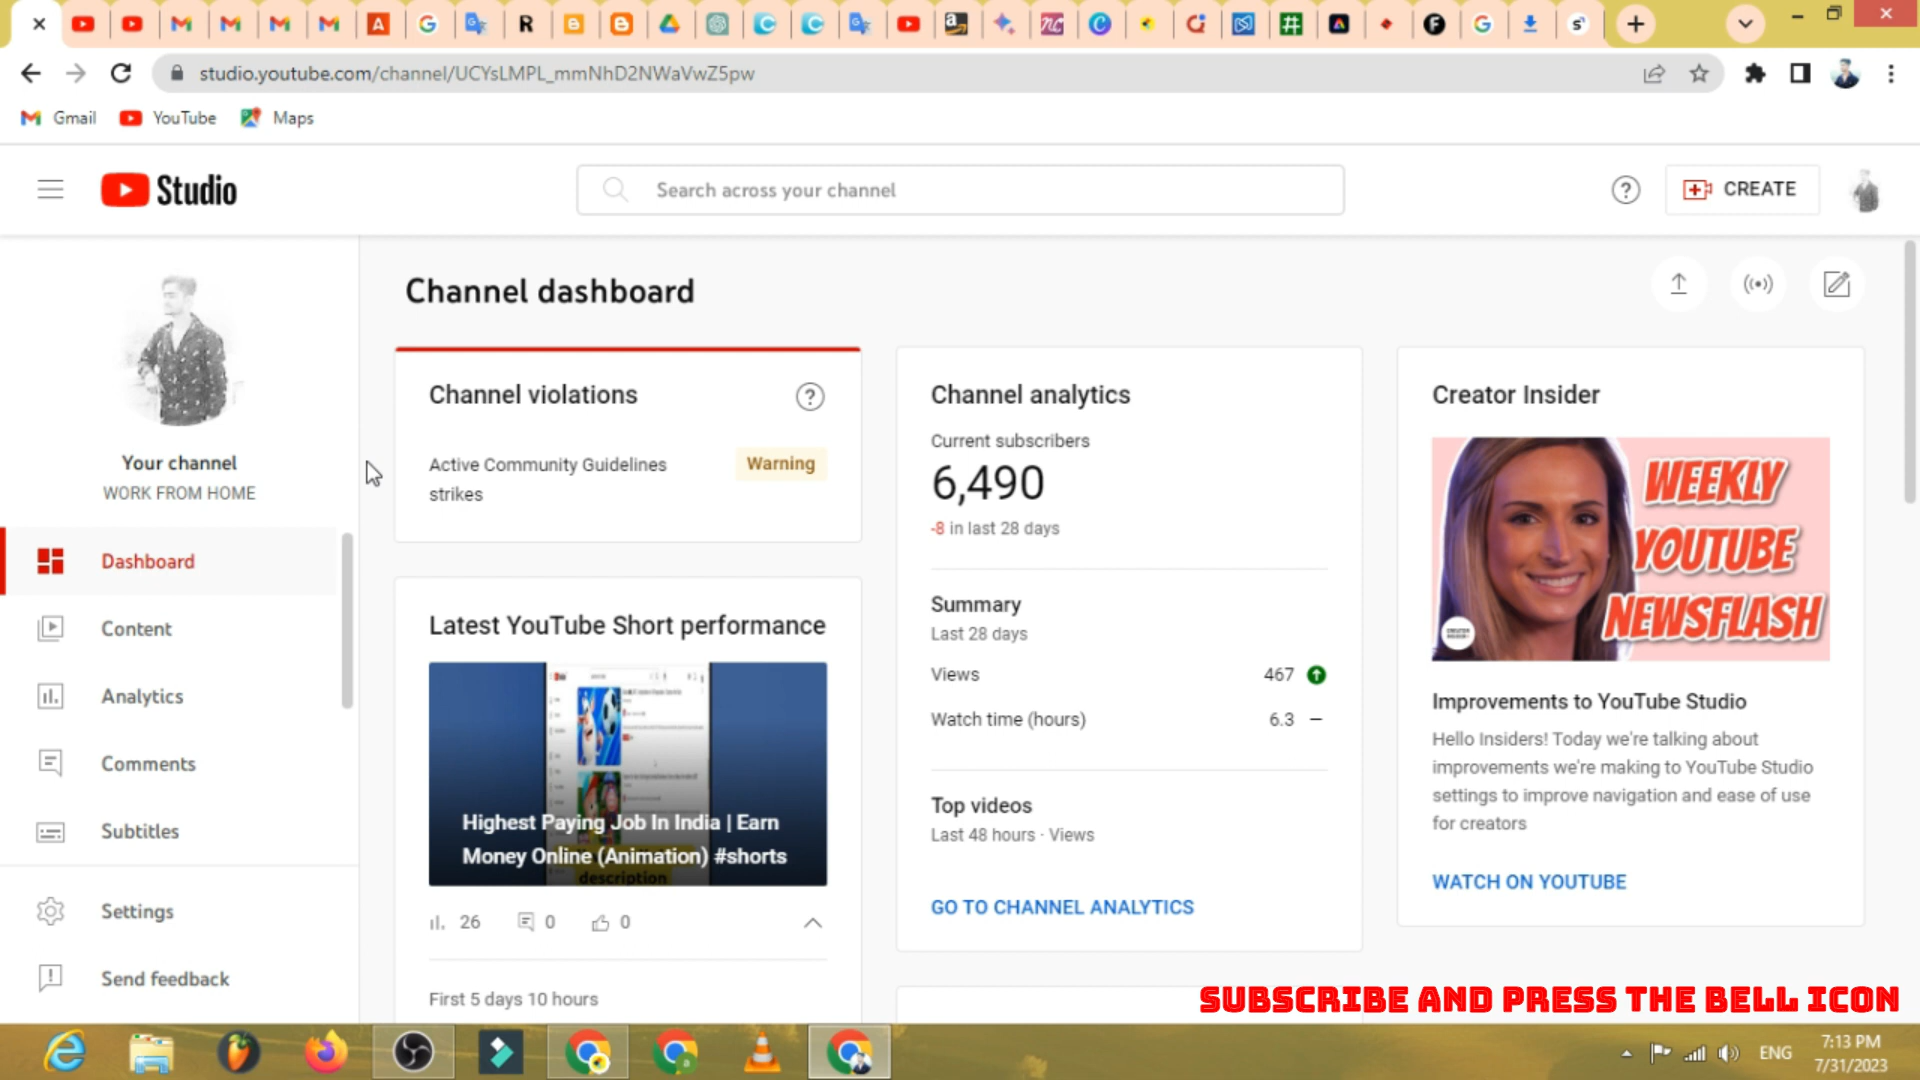 studio.youtube.com/channel/UCYsLMPL_mmNhD2NWaVwZ5pw
Gmail
YouTube
Maps
Studio
Search across your channel
CREATE
Your channel
WORK FROM HOME
Dashboard
Content
Analytics
Comments
Subtitles
Settings
Send feedback
Channel dashboard
Channel violations
Active Community Guidelines
strikes
Warning
Latest YouTube Short performance
Highest Paying Job In India | Earn
Money Online (Animation) #shorts
description
26
0
0
First 5 days 10 hours
Channel analytics
Current subscribers
6,490
-8 in last 28 days
Summary
Last 28 days
Views 467
Watch time (hours) 6.3 –
Top videos
Last 48 hours · Views
GO TO CHANNEL ANALYTICS
Creator Insider
WEEKLY
YOUTUBE
NEWSFLASH
Improvements to YouTube Studio
Hello Insiders! Today we're talking about
improvements we're making to YouTube Studio
settings to improve navigation and ease of use
for creators
WATCH ON YOUTUBE
SUBSCRIBE AND PRESS THE BELL ICON
ENG
7:13 PM
7/31/2023